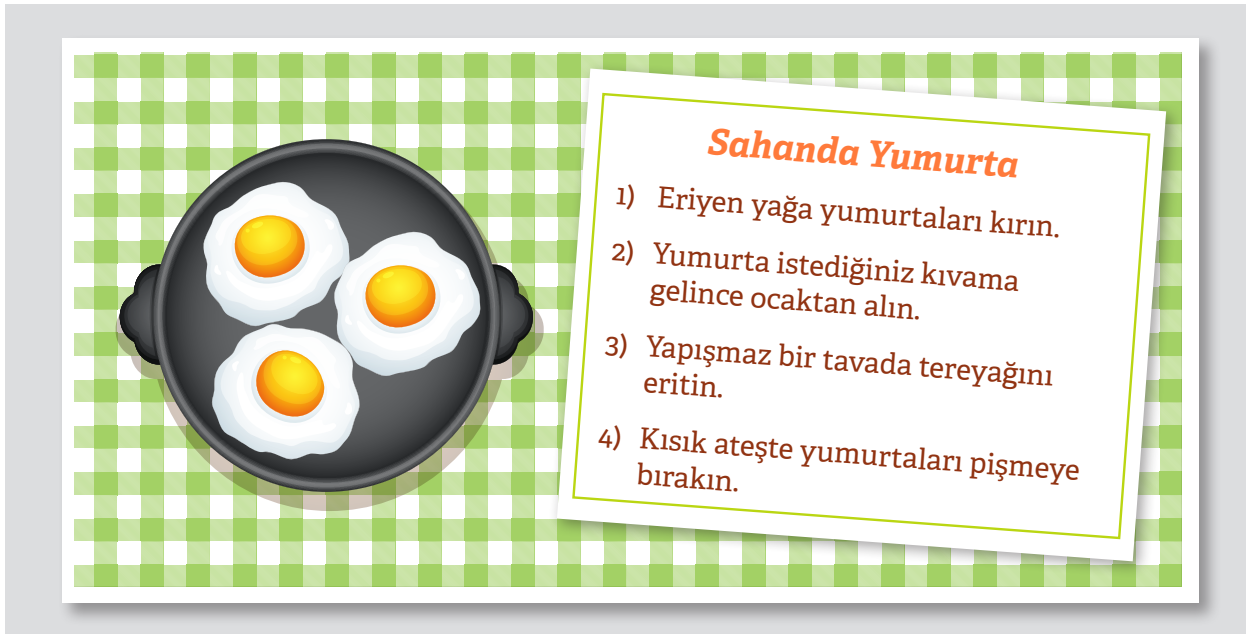 Sahanda Yumurta
1) Eriyen yağa yumurtaları kırın.
2) Yumurta istediğiniz kıvama
gelince ocaktan alın.
3) Yapışmaz bir tavada tereyağını
eritin.
4) Kısık ateşte yumurtaları pişmeye
bırakın.